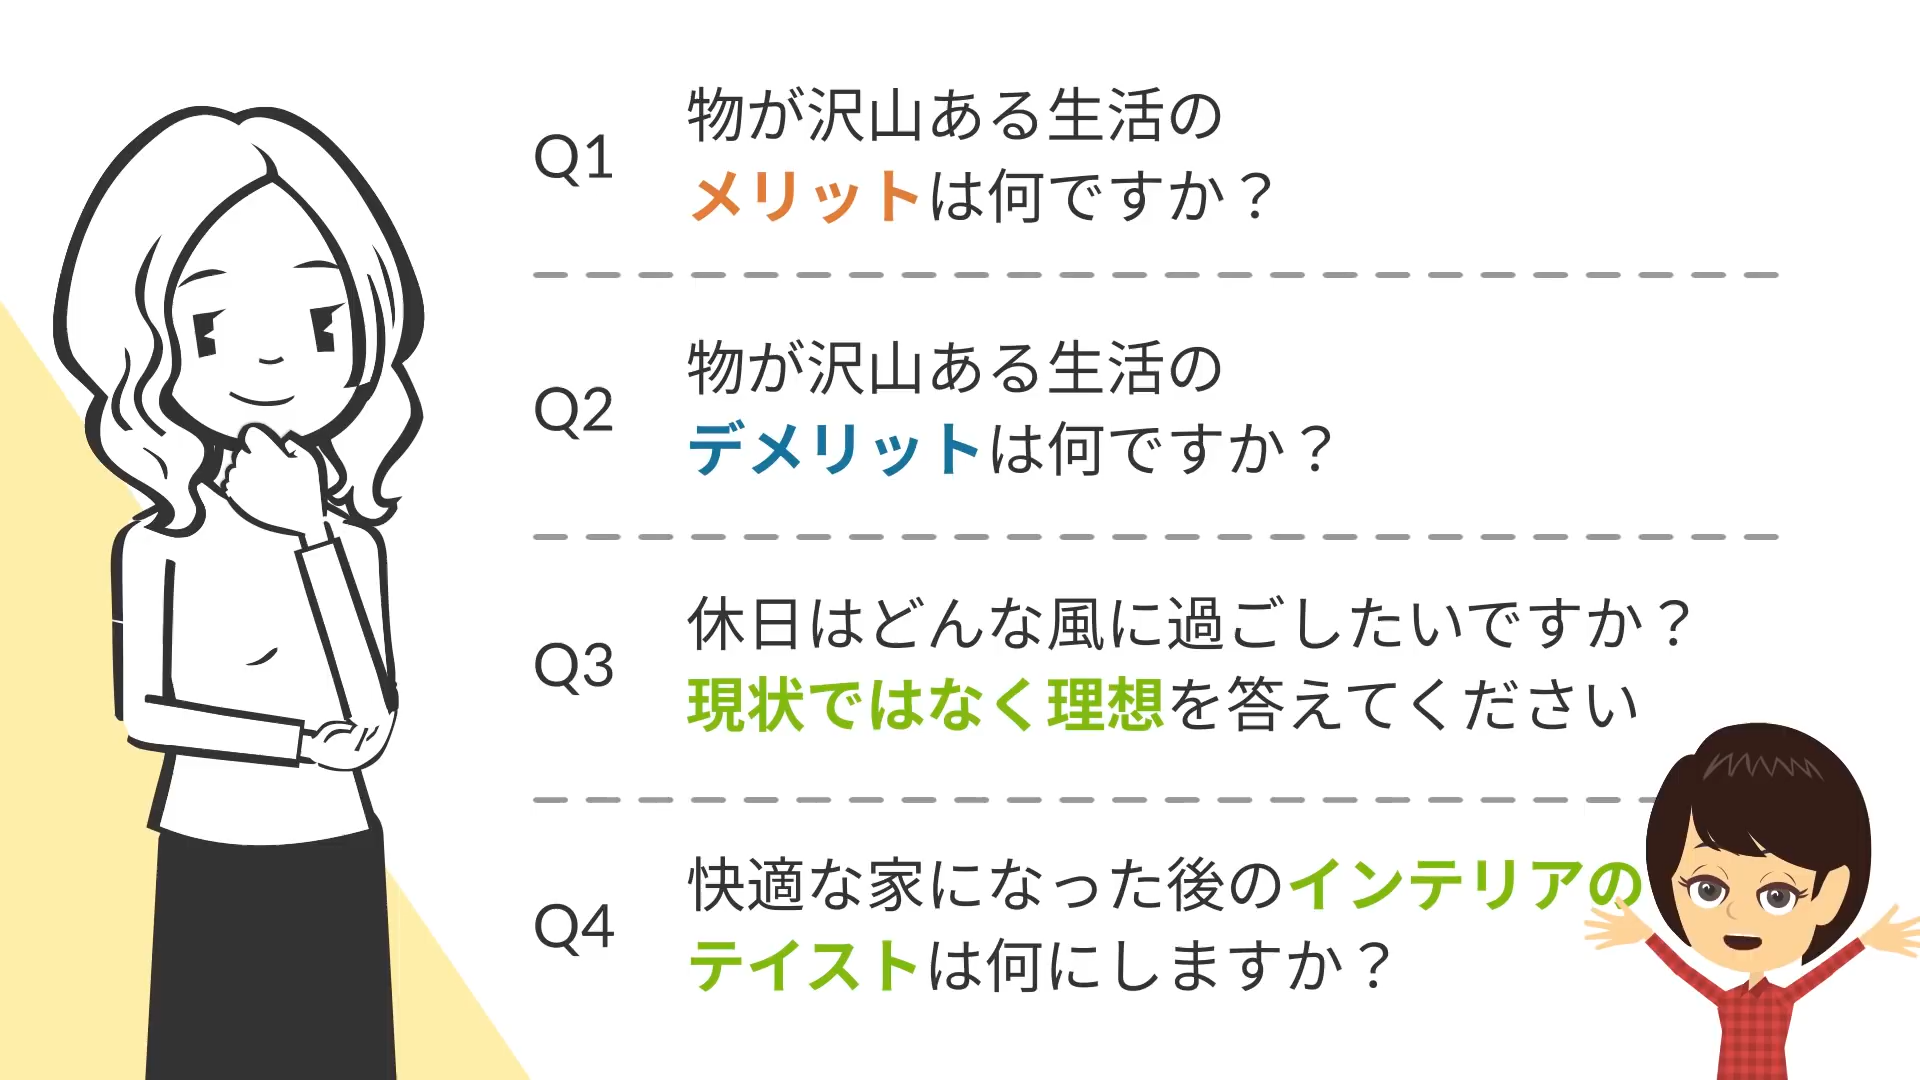 Q1
物が沢山ある生活の
メリットは何ですか？
Q2
物が沢山ある生活の
デメリットは何ですか？
Q3
休日はどんな風に過ごしたいですか？
現状ではなく理想を答えてください
Q4
快適な家になった後のインテリアの
テイストは何にしますか？